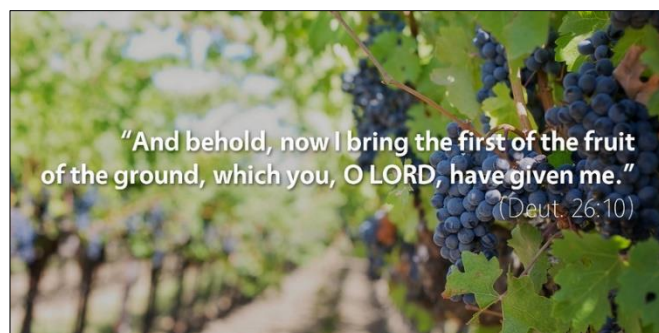 “And behold, now I bring the first of the fruit
of the ground, which you, O LORD, have given me.”
(Deut. 26:10)